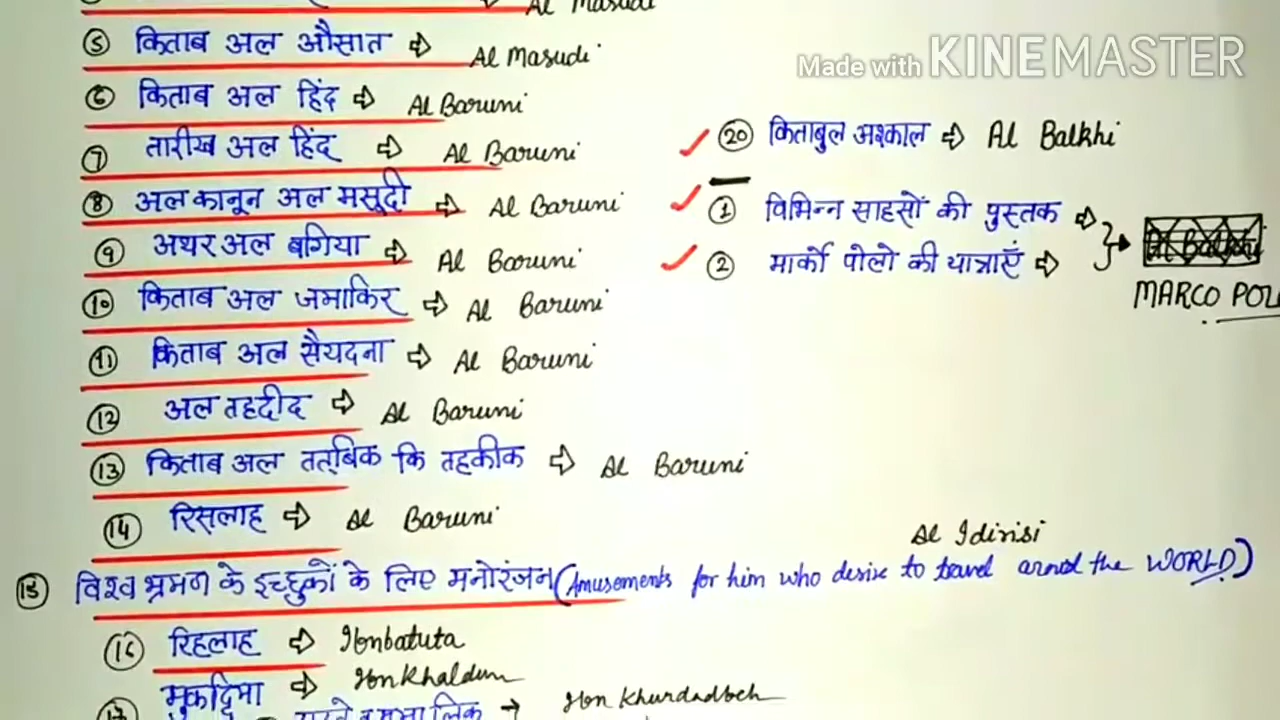 Al Masudi
Made with KINEMASTER
⑤ किताब अल औसात ⇨ Al Masudi
⑥ किताब अल हिंद ⇨ Al Baruni
⑦ तारीख अल हिंद ⇨ Al Baruni
⑧ अल कानून अल मसूदी ⇨ Al Baruni
⑨ अथर अल बगिया ⇨ Al Baruni
⑩ किताब अल जमाकिर ⇨ Al Baruni
⑪ किताब अल सैयदना ⇨ Al Baruni
⑫ अल तहदीद ⇨ Al Baruni
⑬ किताब अल तत्बिक कि तहकीक ⇨ Al Baruni
⑭ रिसलाह ⇨ Al Baruni
Al Idirisi
⑮ विश्व भ्रमण के इच्छुकों के लिए मनोरंजन (Amusements for him who desire to travel arond the WORLD)
⑯ रिहलाह ⇨ Ibnbatuta
⑰ मुकद्दिमा ⇨ Ibn Khaldun
Ibn Khurdadbeh
⑳ किताबुल अश्काल ⇨ Al Balkhi
① विभिन्न साहसों की पुस्तक ⇨
② मार्को पोलो की यात्राएँ ⇨
MARCO POL